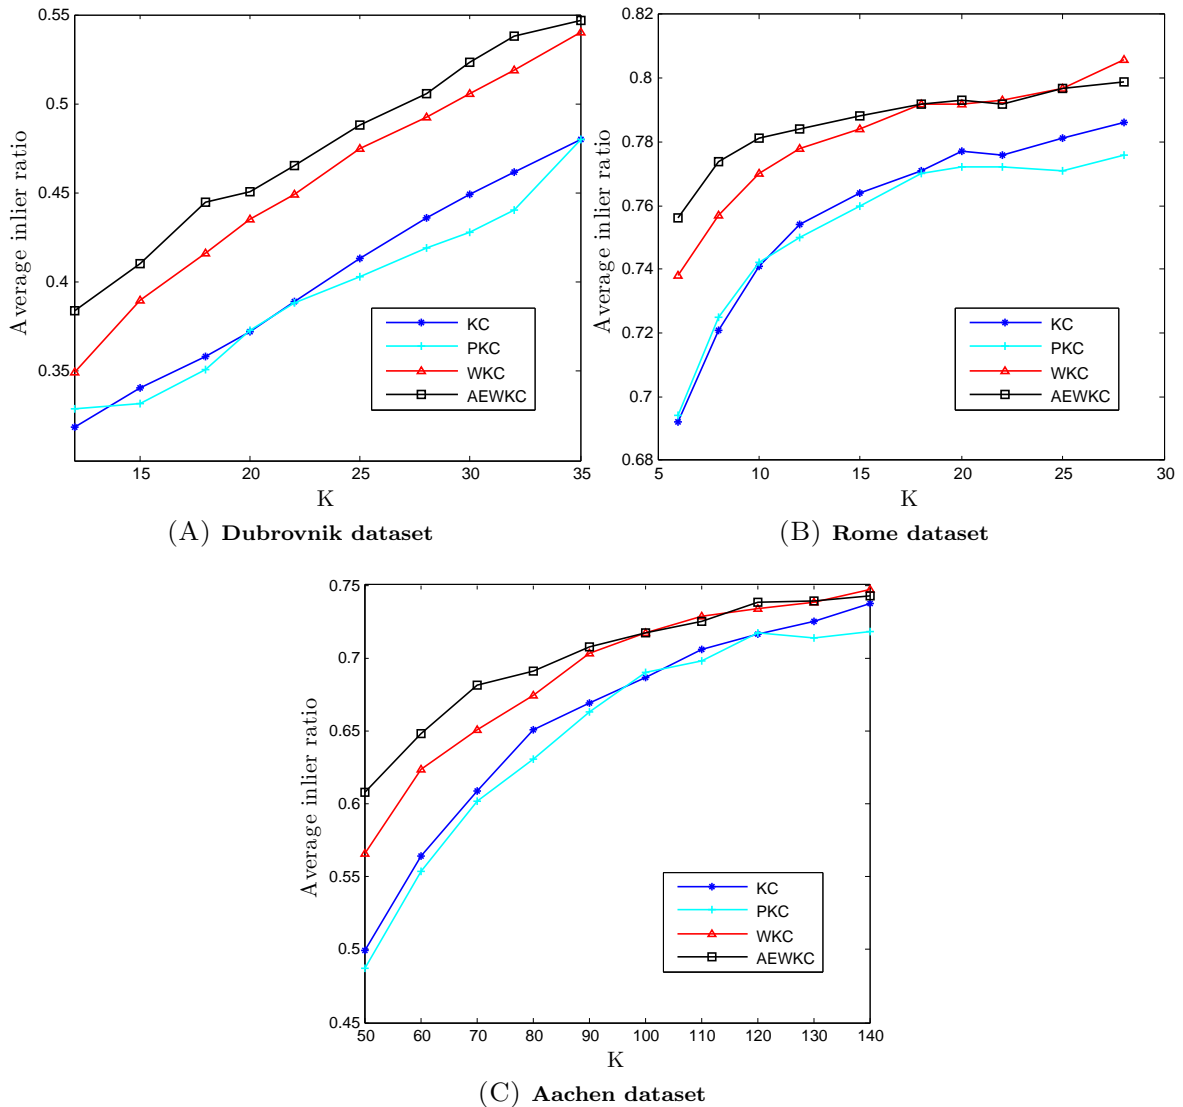 0.55
0.5
0.45
0.4
0.35
Average inlier ratio
15 20 25 30 35
K
KC
PKC
WKC
AEWKC
(A) Dubrovnik dataset
0.82
0.8
0.78
0.76
0.74
0.72
0.7
0.68
Average inlier ratio
5 10 15 20 25 30
K
KC
PKC
WKC
AEWKC
(B) Rome dataset
0.75
0.7
0.65
0.6
0.55
0.5
0.45
Average inlier ratio
50 60 70 80 90 100 110 120 130 140
K
KC
PKC
WKC
AEWKC
(C) Aachen dataset